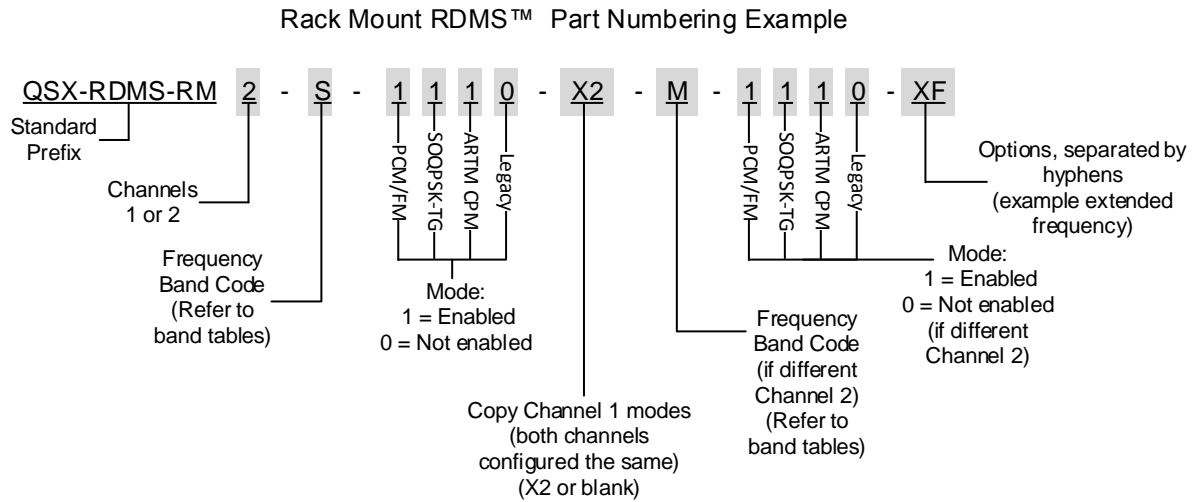 Rack Mount RDMS™ Part Numbering Example
QSX-RDMS-RM 2 - S - 1 1 1 0 - X2 - M - 1 1 1 0 - XF
Standard
Prefix
Channels
1 or 2
Frequency
Band Code
(Refer to
band tables)
PCM/FM
SOQPSK-TG
ARTM CPM
Legacy
Mode:
1 = Enabled
0 = Not enabled
Copy Channel 1 modes
(both channels
configured the same)
(X2 or blank)
Frequency
Band Code
(if different
Channel 2)
(Refer to
band tables)
PCM/FM
SOQPSK-TG
ARTM CPM
Legacy
Mode:
1 = Enabled
0 = Not enabled
(if different
Channel 2)
Options, separated by
hyphens
(example extended
frequency)